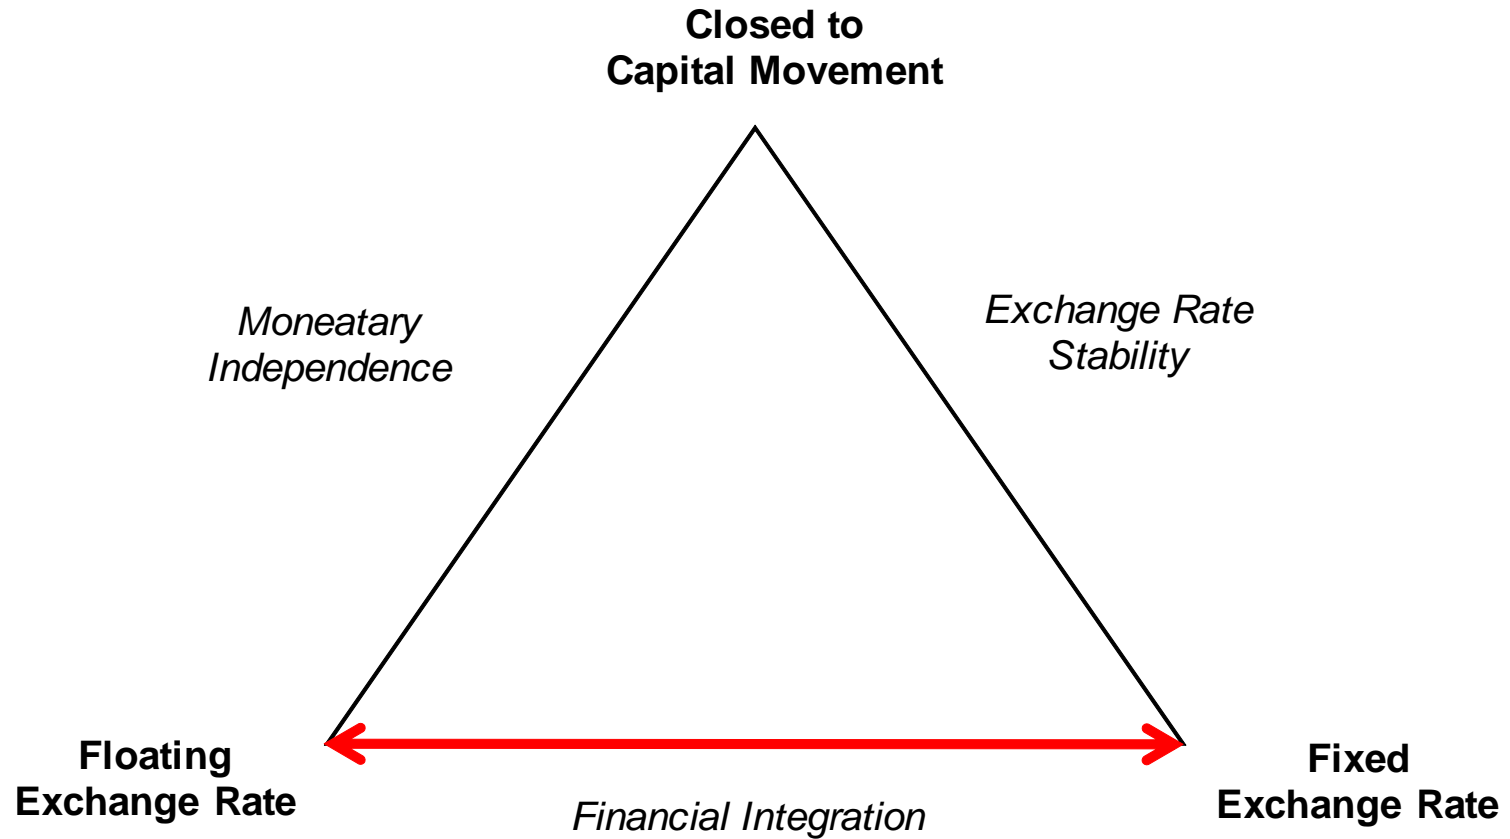 Closed to
Capital Movement
Moneatary
Independence
Exchange Rate
Stability
Floating
Exchange Rate
Fixed
Exchange Rate
Financial Integration